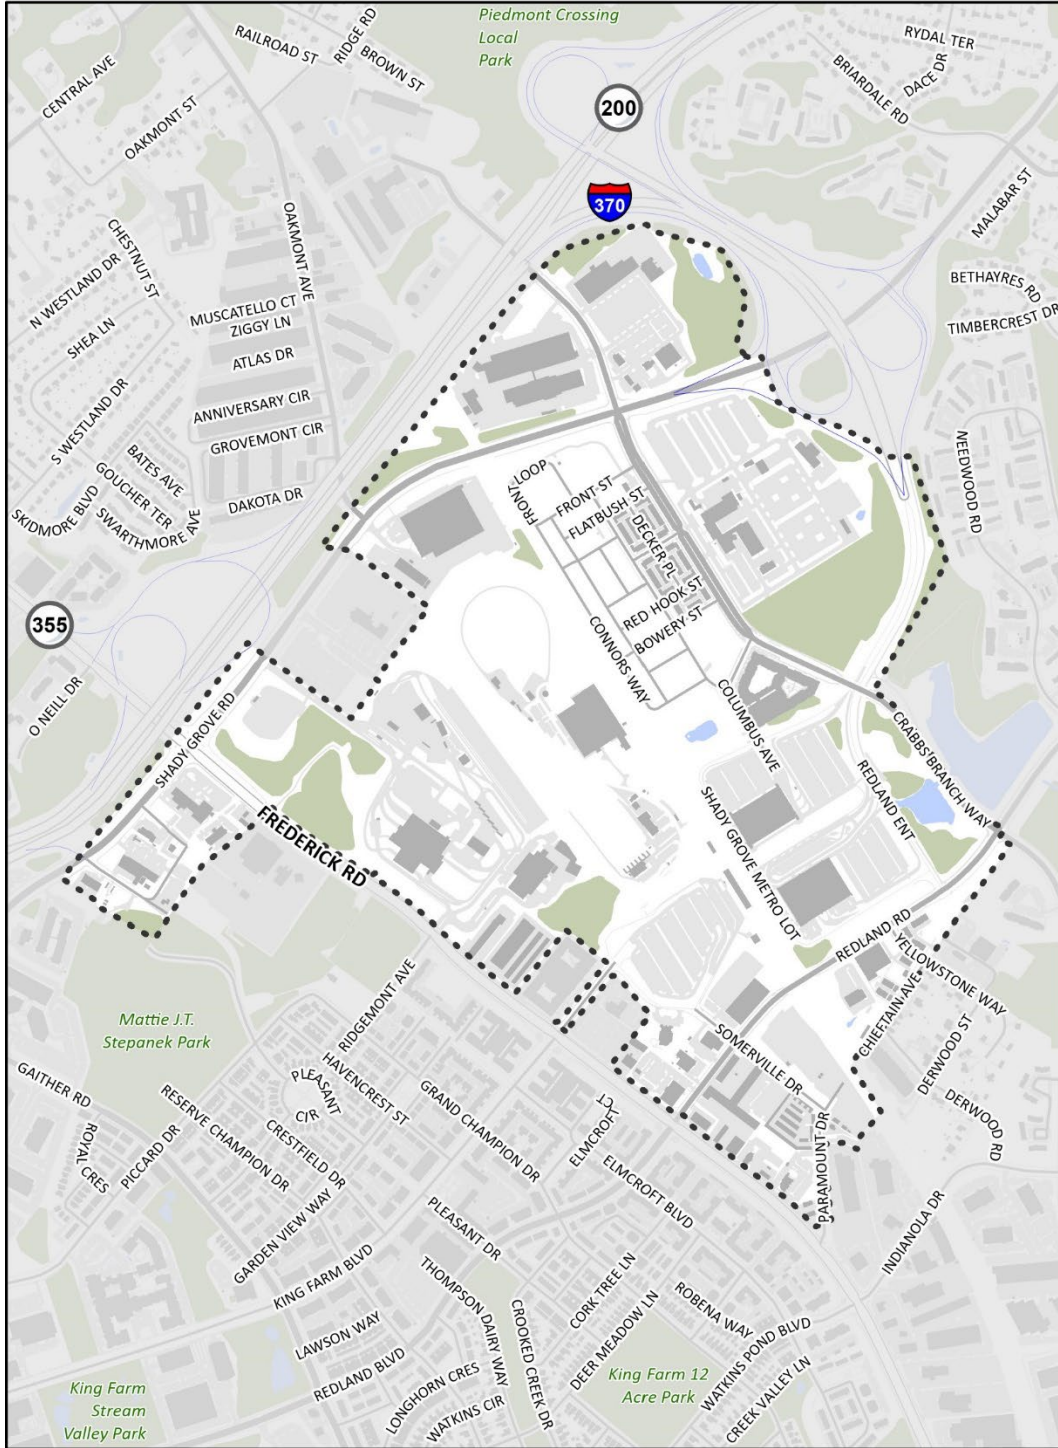 Piedmont Crossing
Local
Park
RAILROAD ST
RIDGE RD
BROWN ST
RYDAL TER
DACE DR
BRIARDALE RD
CENTRAL AVE
OAKMONT ST
200
370
MALABAR ST
CHESTNUT ST
OAKMONT AVE
N WESTLAND DR
BETHAYRES RD
TIMBERCREST DR
MUSCATELLO CT
ZIGGY LN
SHEA LN
ATLAS DR
S WESTLAND DR
ANNIVERSARY CIR
GROVEMONT CIR
BATES AVE
GOUCHER TER
SKIDMORE BLVD
SWARTHMORE AVE
DAKOTA DR
NEEDWOOD RD
FRONT LOOP
FRONT ST
FLATBUSH ST
DECKER PL
RED HOOK ST
BOWERY ST
CONNORS WAY
COLUMBUS AVE
355
O NEILL DR
SHADY GROVE RD
FREDERICK RD
CRABBS BRANCH WAY
REDLAND ENT
SHADY GROVE METRO LOT
REDLAND RD
YELLOWSTONE WAY
CHIEFTAIN AVE
DERWOOD ST
DERWOOD RD
SOMERVILLE DR
PARAMOUNT DR
INDIANOLA DR
Mattie J.T.
Stepanek Park
RIDGEMONT AVE
GAITHER RD
ROYAL CRES
PICCARD DR
PLEASANT CIR
HAVENCREST ST
RESERVE CHAMPION DR
CRESTFIELD DR
GRAND CHAMPION DR
ELMCROFT CT
ELMCROFT BLVD
GARDEN VIEW WAY
KING FARM BLVD
PLEASANT DR
THOMPSON DAIRY WAY
CROOKED CREEK DR
CORK TREE LN
DEER MEADOW LN
ROBENA WAY
WATKINS POND BLVD
CREEK VALLEY LN
LAWSON WAY
REDLAND BLVD
LONGHORN CRES
WATKINS CIR
King Farm 12
Acre Park
King Farm
Stream
Valley Park